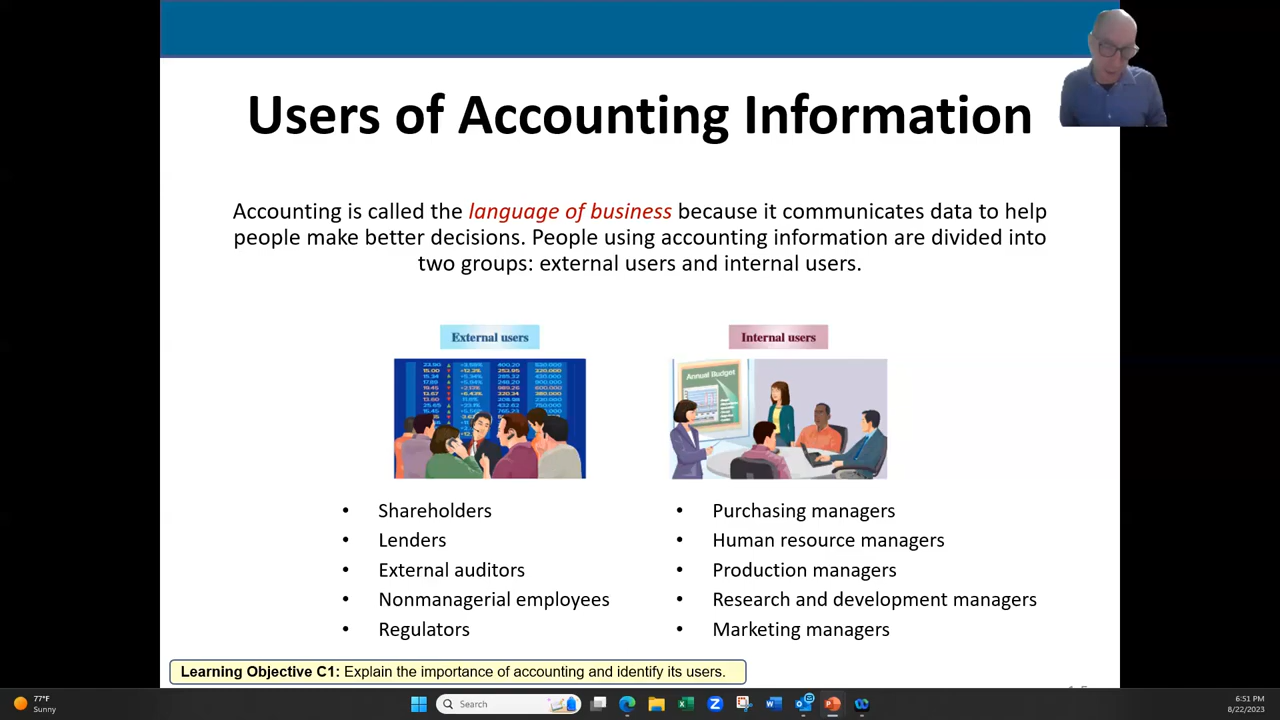 Users of Accounting Information
Accounting is called the language of business because it communicates data to help
people make better decisions. People using accounting information are divided into
two groups: external users and internal users.
External users
Internal users
Annual Budget
• Shareholders
• Lenders
• External auditors
• Nonmanagerial employees
• Regulators
• Purchasing managers
• Human resource managers
• Production managers
• Research and development managers
• Marketing managers
Learning Objective C1: Explain the importance of accounting and identify its users.
77°F
Sunny
Search
6:51 PM
8/22/2023